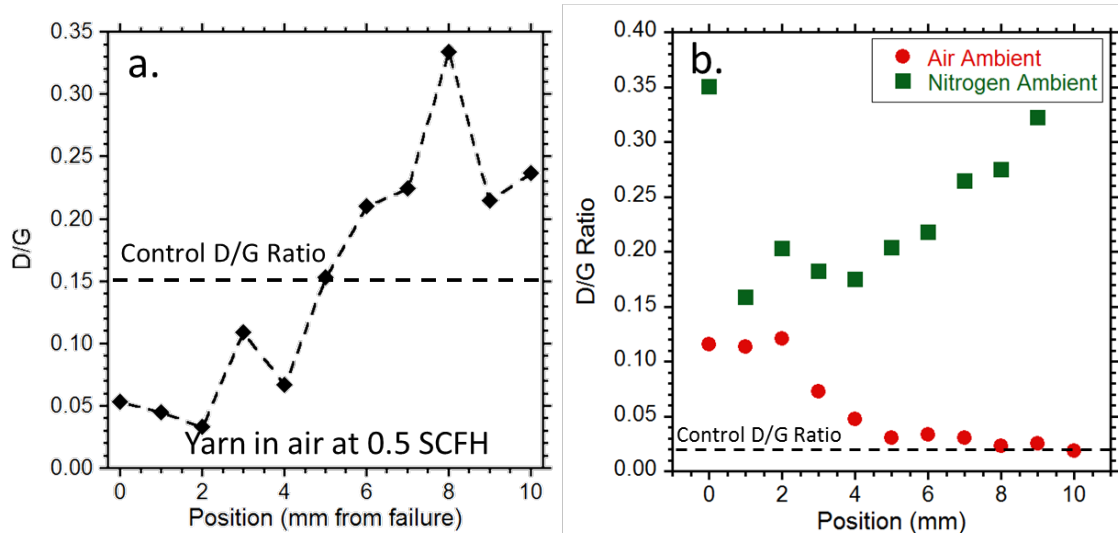 a.
0.35
0.30
0.25
0.20
0.15
0.10
0.05
0.00
D/G
Control D/G Ratio
Yarn in air at 0.5 SCFH
0 2 4 6 8 10
Position (mm from failure)
b.
Air Ambient
Nitrogen Ambient
0.40
0.35
0.30
0.25
0.20
0.15
0.10
0.05
0.00
D/G Ratio
Control D/G Ratio
0 2 4 6 8 10
Position (mm)